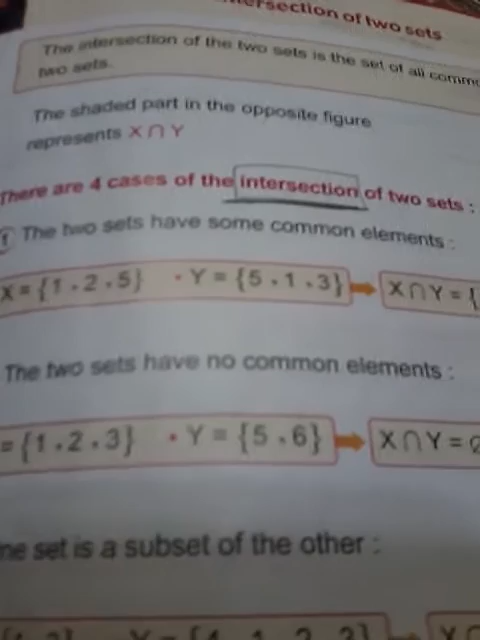 ntersection of two sets
The intersection of the two sets is the set of all commo
two sets.
The shaded part in the opposite figure
represents X ∩ Y
There are 4 cases of the intersection of two sets :
1 The two sets have some common elements :
X = {1 , 2 , 5} , Y = {5 , 1 , 3} X ∩ Y = {
The two sets have no common elements :
= {1 , 2 , 3} , Y = {5 , 6} X ∩ Y = ∅
ne set is a subset of the other :